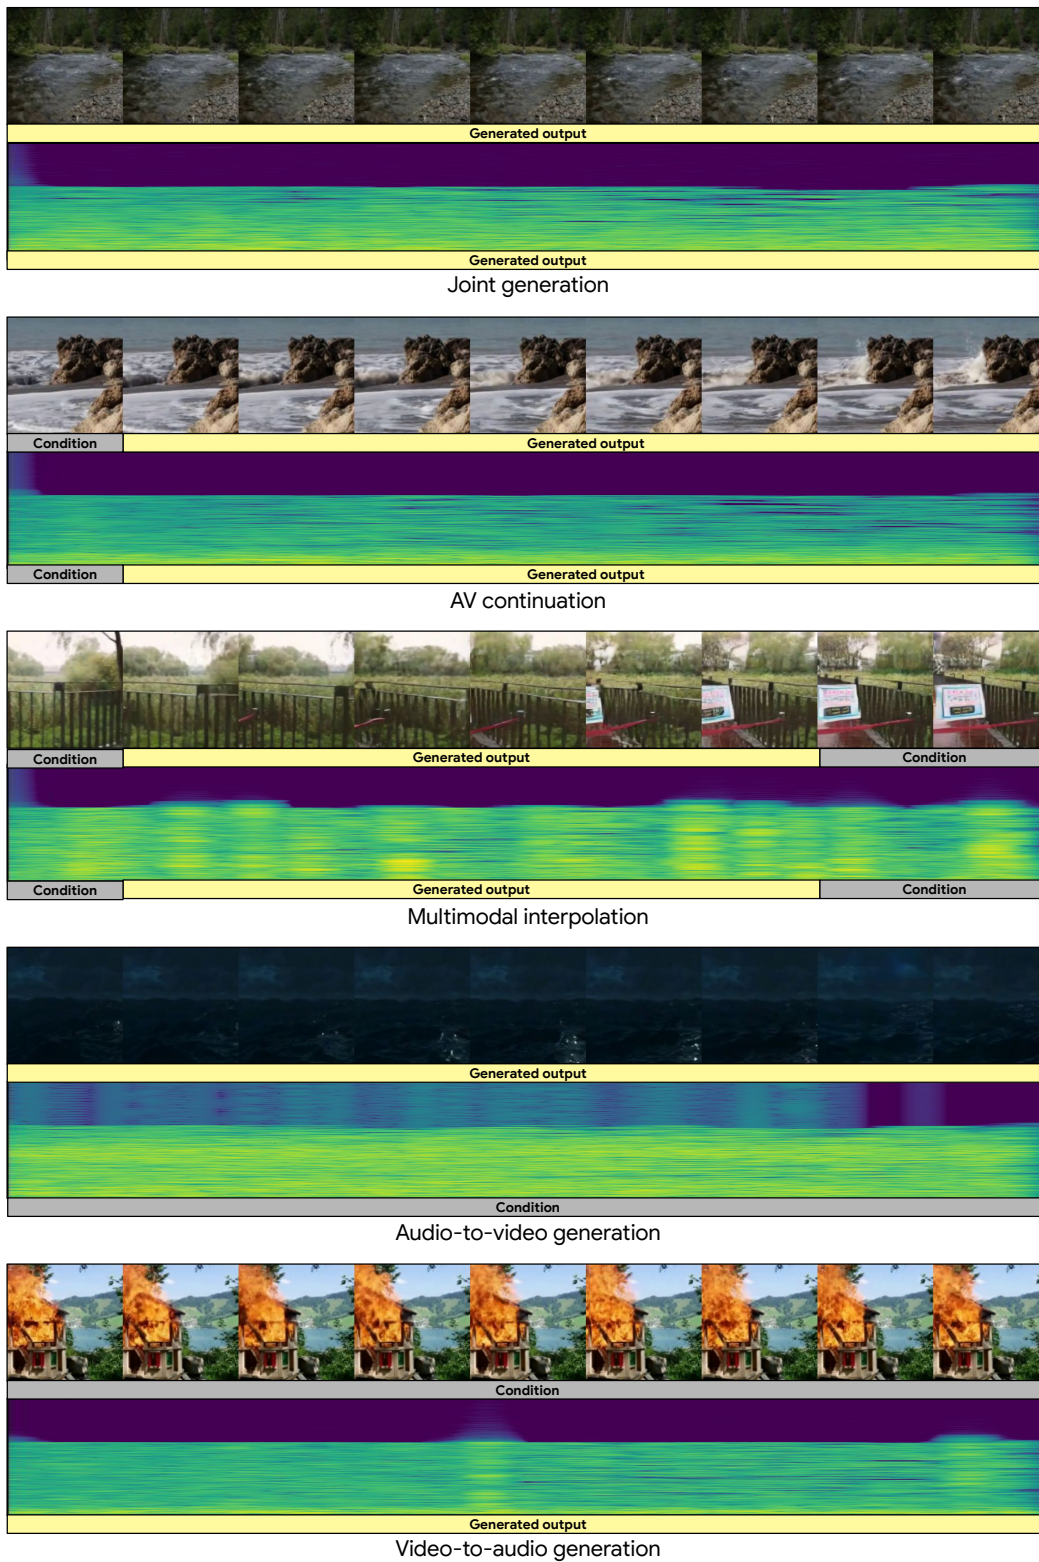 Generated output
Generated output
Joint generation
Condition Generated output
Condition Generated output
AV continuation
Condition Generated output Condition
Condition Generated output Condition
Multimodal interpolation
Generated output
Condition
Audio-to-video generation
Condition
Generated output
Video-to-audio generation